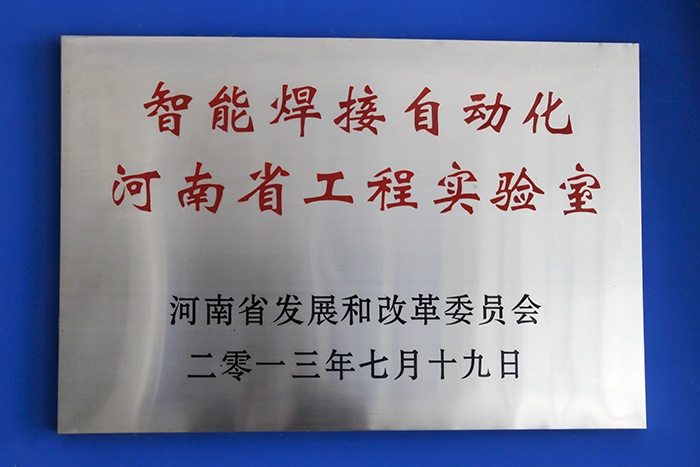 智能焊接自动化
河南省工程实验室
河南省发展和改革委员会
二零一三年七月十九日